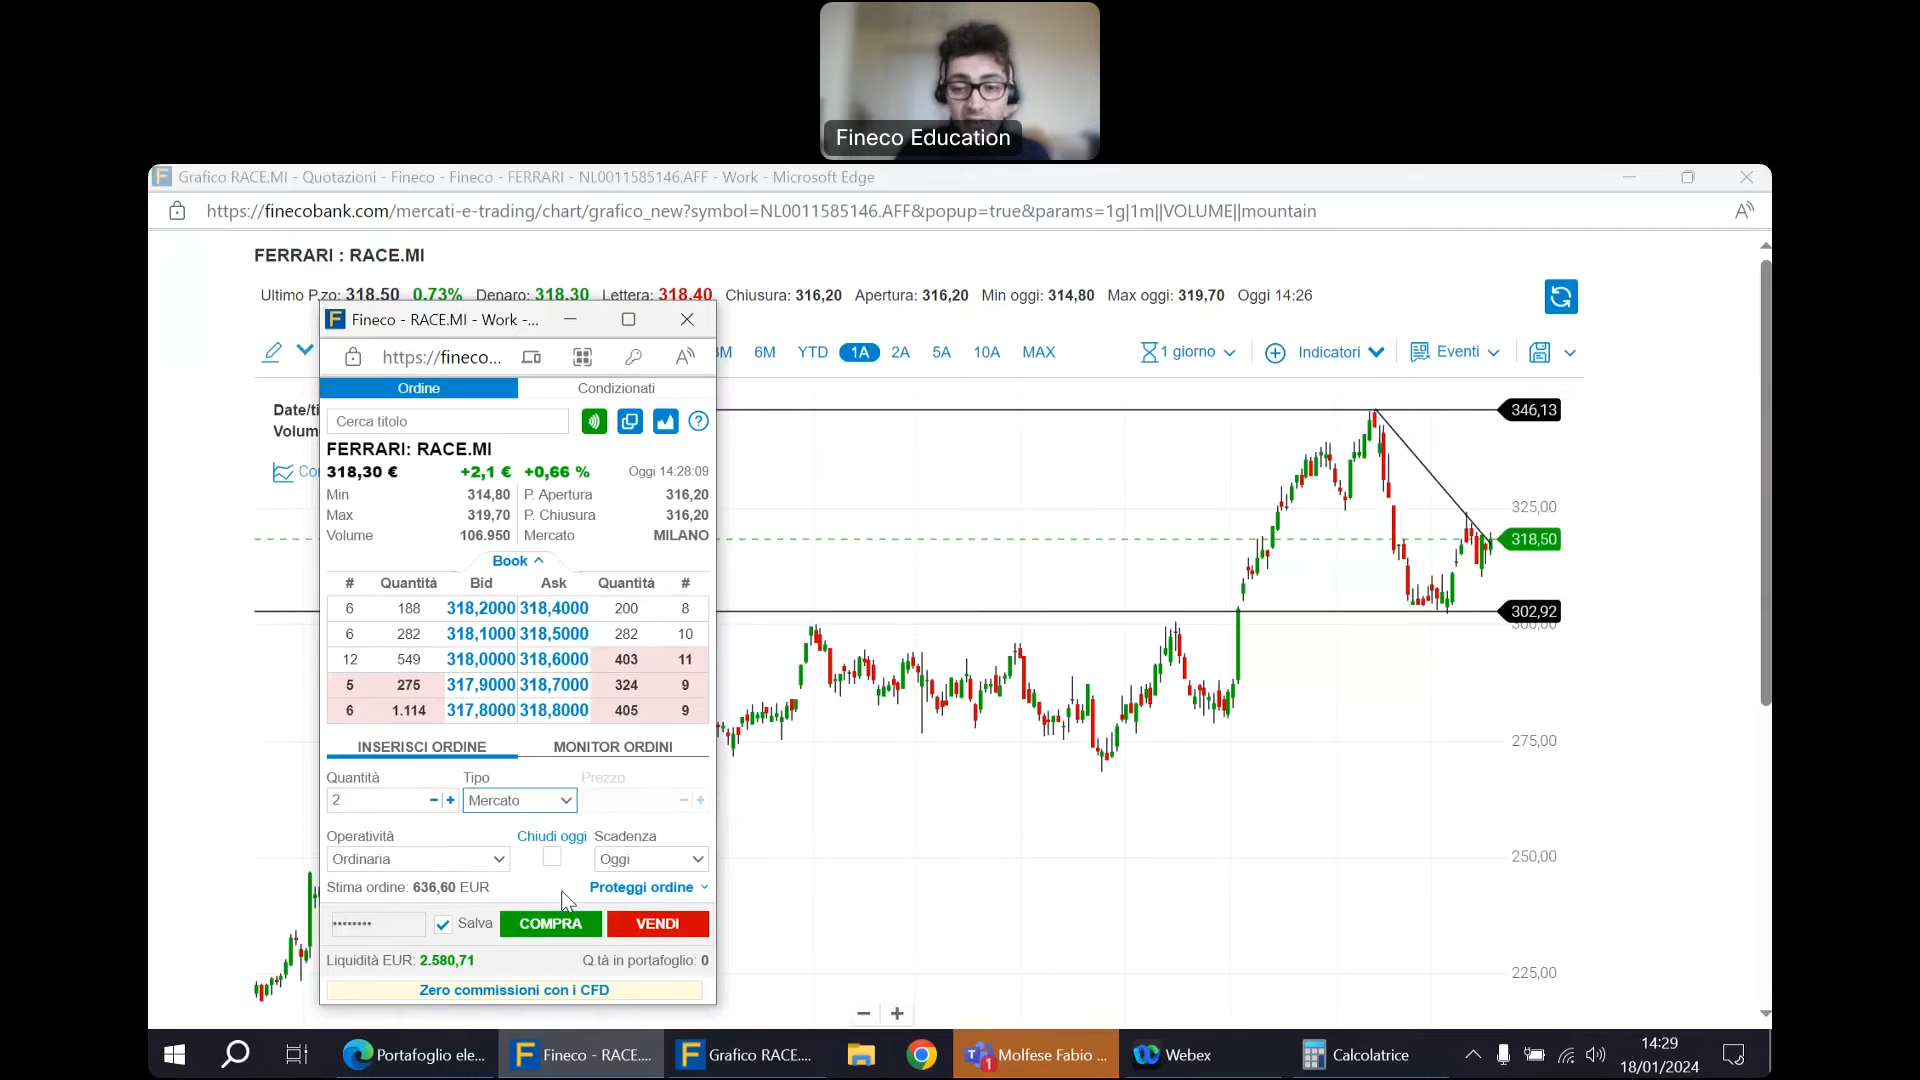 Fineco Education
Grafico RACE.MI - Quotazioni - Fineco - Fineco - FERRARI - NL0011585146.AFF - Work - Microsoft Edge
https://finecobank.com/mercati-e-trading/chart/grafico_new?symbol=NL0011585146.AFF&popup=true&params=1g|1m||VOLUME||mountain
FERRARI : RACE.MI
Ultimo P.zo: 318,50 0,73% Denaro: 318,30 Lettera: 318,40 Chiusura: 316,20 Apertura: 316,20 Min oggi: 314,80 Max oggi: 319,70 Oggi 14:26
6M YTD 1A 2A 5A 10A MAX 1 giorno Indicatori Eventi
Date/ti
Volum
Co
Fineco - RACE.MI - Work -...
https://fineco...
Ordine Condizionati
Cerca titolo
FERRARI: RACE.MI
318,30 € +2,1 € +0,66 % Oggi 14:28:09
Min 314,80 P. Apertura 316,20
Max 319,70 P. Chiusura 316,20
Volume 106.950 Mercato MILANO
Book
# Quantità Bid Ask Quantità #
6 188 318,2000 318,4000 200 8
6 282 318,1000 318,5000 282 10
12 549 318,0000 318,6000 403 11
5 275 317,9000 318,7000 324 9
6 1.114 317,8000 318,8000 405 9
INSERISCI ORDINE MONITOR ORDINI
Quantità Tipo Prezzo
2 Mercato
Operatività Chiudi oggi Scadenza
Ordinaria Oggi
Stima ordine: 636,60 EUR Proteggi ordine
•••••••• Salva COMPRA VENDI
Liquidità EUR: 2.580,71 Q.tà in portafoglio: 0
Zero commissioni con i CFD
346,13
325,00
318,50
302,92
300,00
275,00
250,00
225,00
Portafoglio ele... Fineco - RACE.... Grafico RACE.... Molfese Fabio ... Webex Calcolatrice
1
14:29
18/01/2024